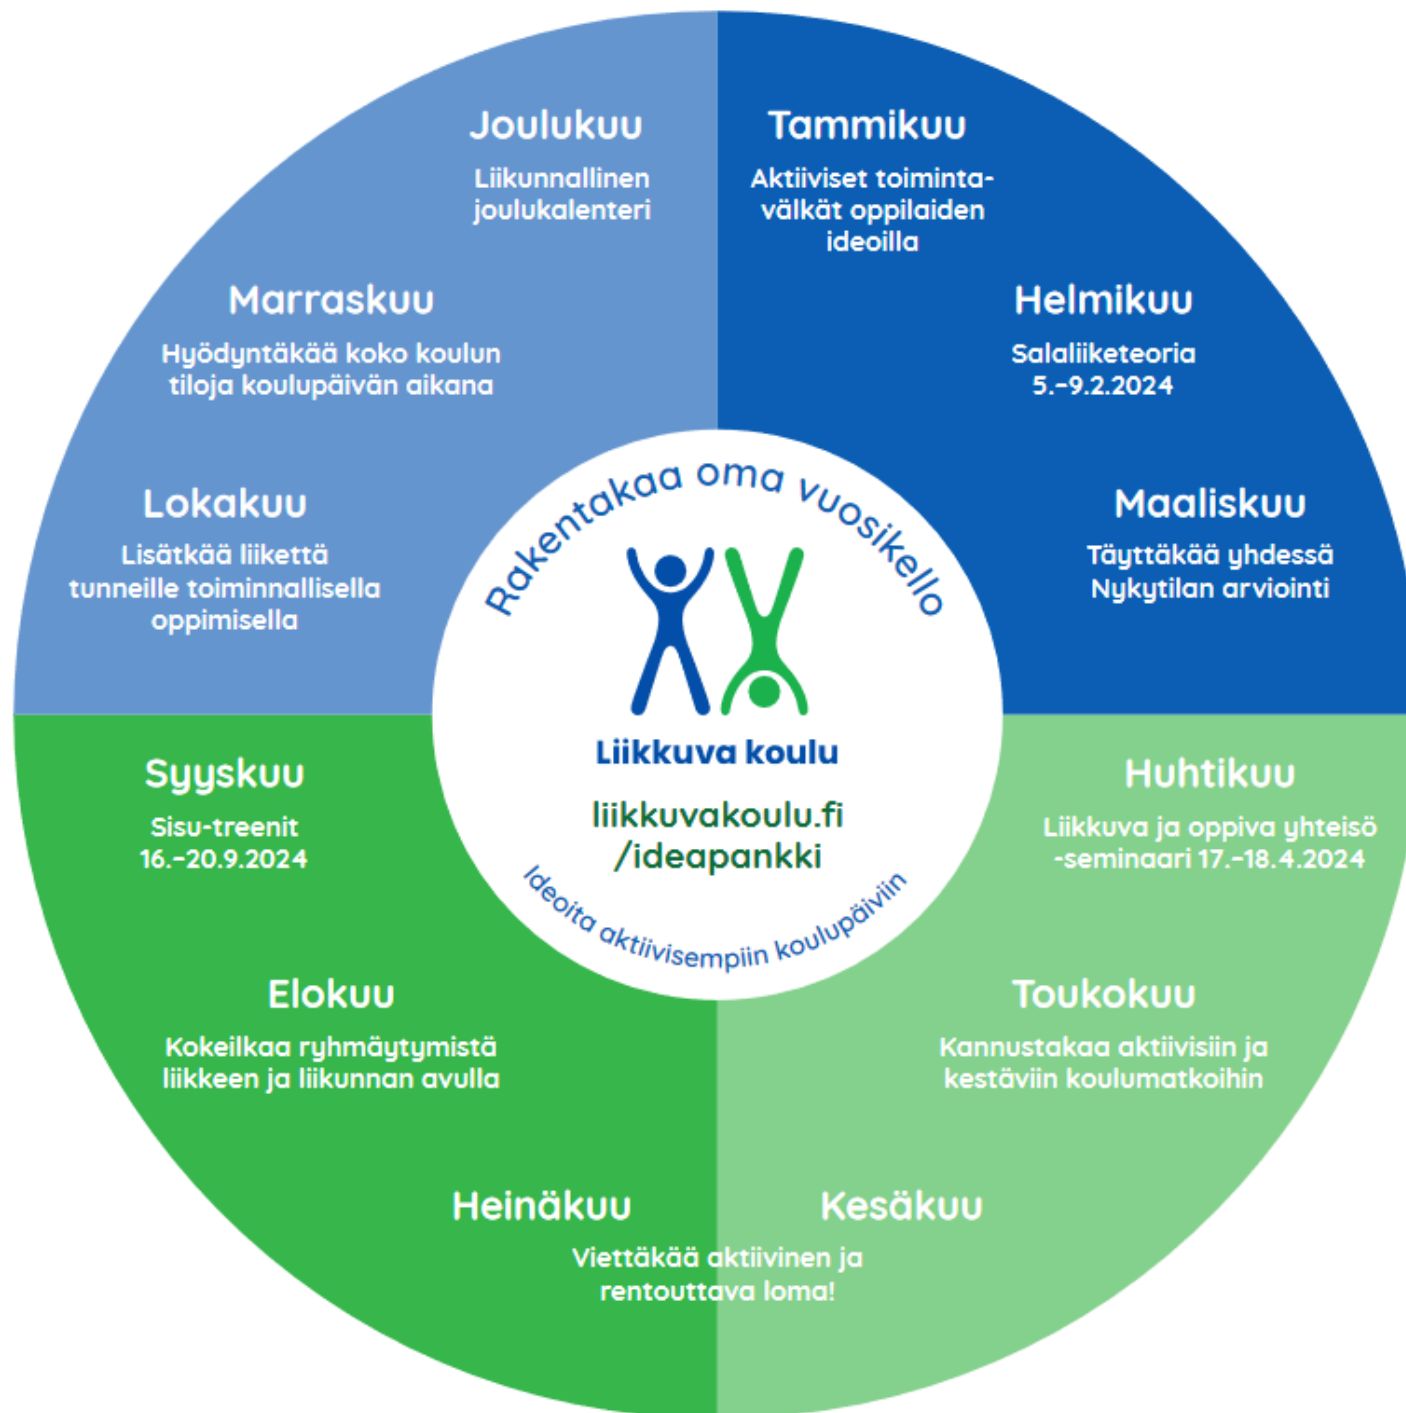 Joulukuu
Liikunnallinen
joulukalenteri
Tammikuu
Aktiiviset toiminta-
välkät oppilaiden
ideoilla
Marraskuu
Hyödyntäkää koko koulun
tiloja koulupäivän aikana
Helmikuu
Salaliiketeoria
5.–9.2.2024
Lokakuu
Lisätkää liikettä
tunneille toiminnallisella
oppimisella
Maaliskuu
Täyttäkää yhdessä
Nykytilan arviointi
Rakentakaa oma vuosikello
Liikkuva koulu
liikkuvakoulu.fi
/ideapankki
Ideoita aktiivisempiin koulupäiviin
Syyskuu
Sisu-treenit
16.–20.9.2024
Huhtikuu
Liikkuva ja oppiva yhteisö
-seminaari 17.–18.4.2024
Elokuu
Kokeilkaa ryhmäytymistä
liikkeen ja liikunnan avulla
Toukokuu
Kannustakaa aktiivisiin ja
kestäviin koulumatkoihin
Heinäkuu
Kesäkuu
Viettäkää aktiivinen ja
rentouttava loma!